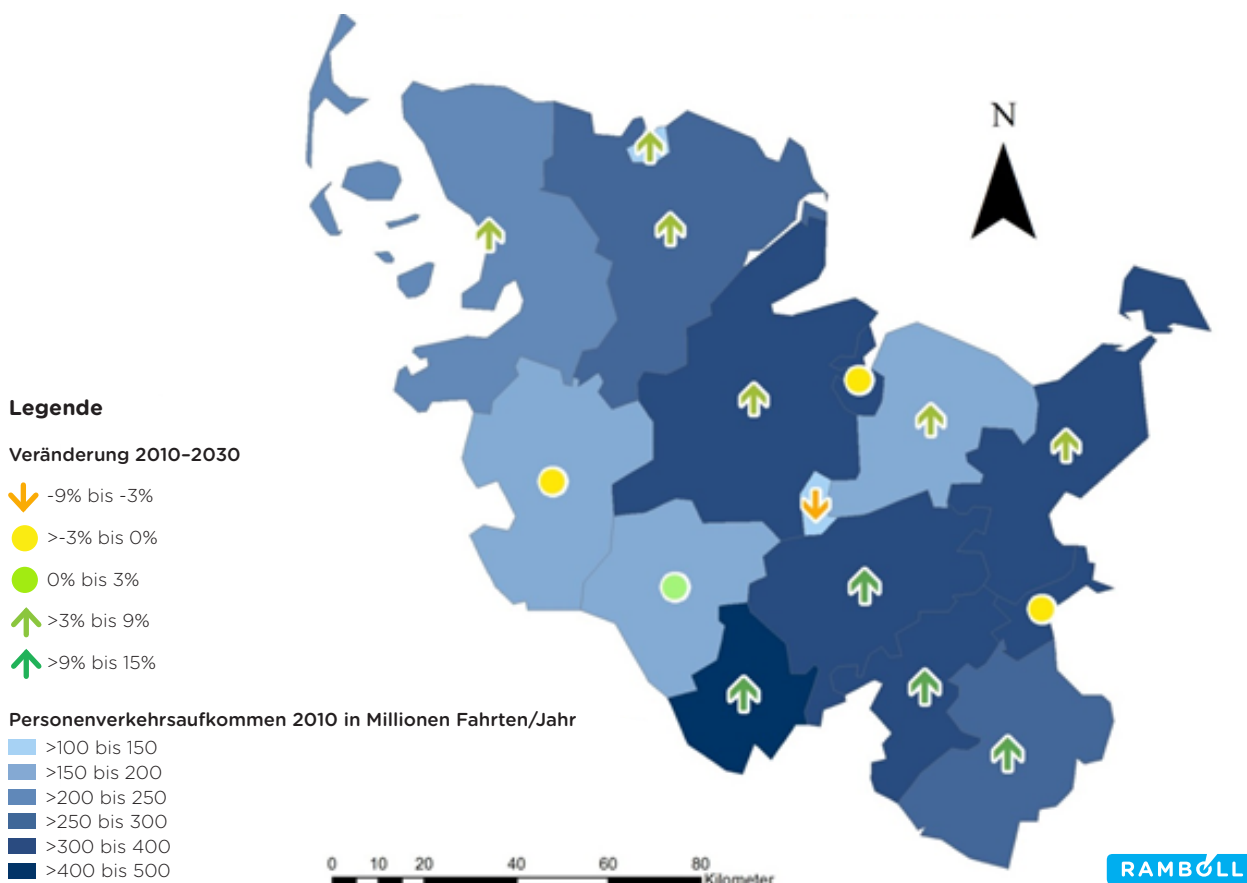 N
Legende
Veränderung 2010–2030
-9% bis -3%
>-3% bis 0%
0% bis 3%
>3% bis 9%
>9% bis 15%
Personenverkehrsaufkommen 2010 in Millionen Fahrten/Jahr
>100 bis 150
>150 bis 200
>200 bis 250
>250 bis 300
>300 bis 400
>400 bis 500
0 10 20 40 60 80
Kilometer
RAMBOLL